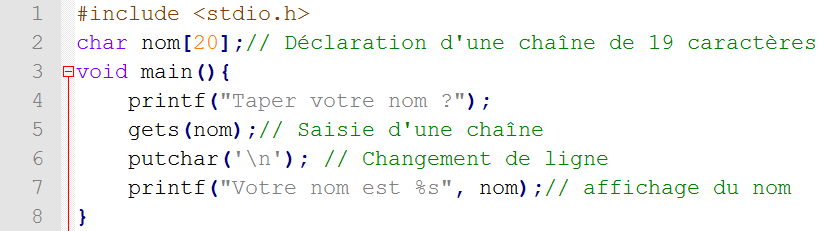 1 #include <stdio.h>
2 char nom[20];// Déclaration d'une chaîne de 19 caractères
3 void main(){
4 printf("Taper votre nom ?");
5 gets(nom);// Saisie d'une chaîne
6 putchar('\n'); // Changement de ligne
7 printf("Votre nom est %s", nom);// affichage du nom
8 }